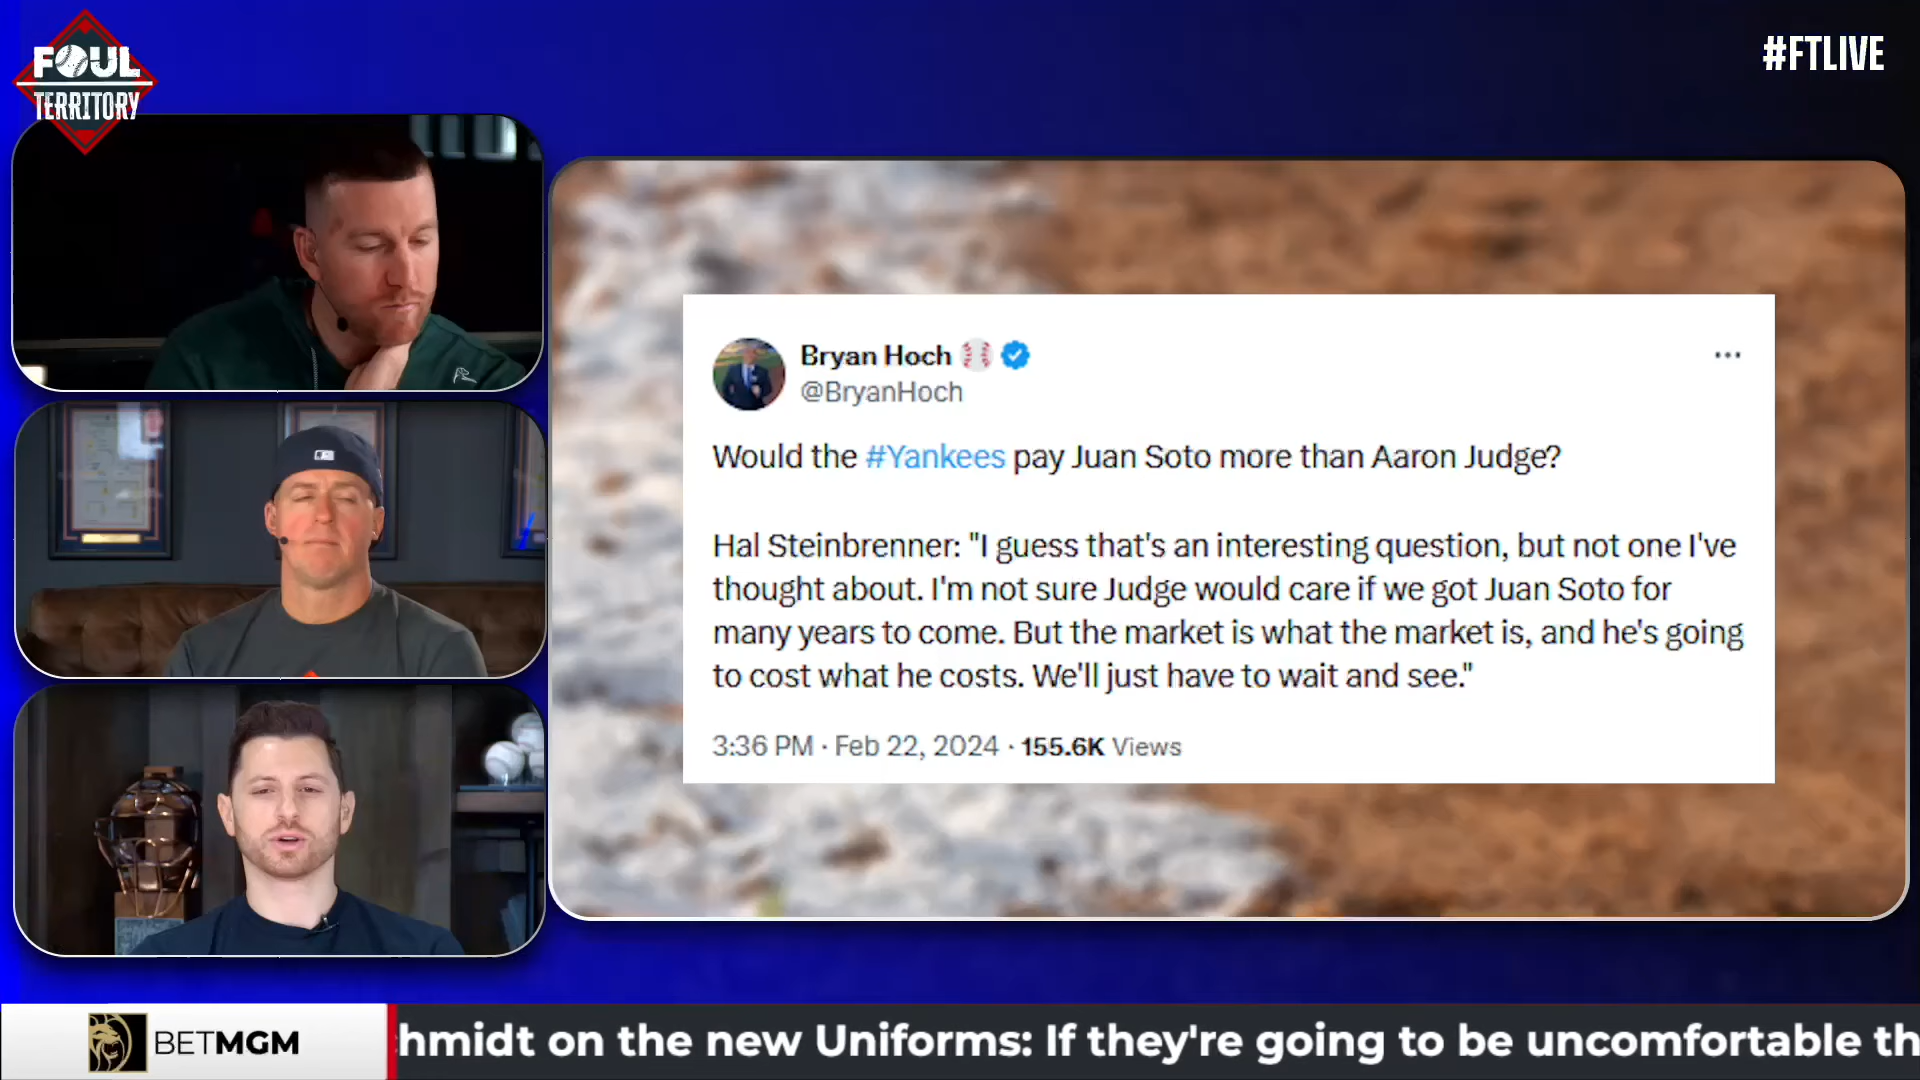 FOUL
TERRITORY
#FTLIVE
Bryan Hoch
@BryanHoch
Would the #Yankees pay Juan Soto more than Aaron Judge?
Hal Steinbrenner: "I guess that's an interesting question, but not one I've
thought about. I'm not sure Judge would care if we got Juan Soto for
many years to come. But the market is what the market is, and he's going
to cost what he costs. We'll just have to wait and see."
3:36 PM · Feb 22, 2024 · 155.6K Views
BETMGM
hmidt on the new Uniforms: If they're going to be uncomfortable th